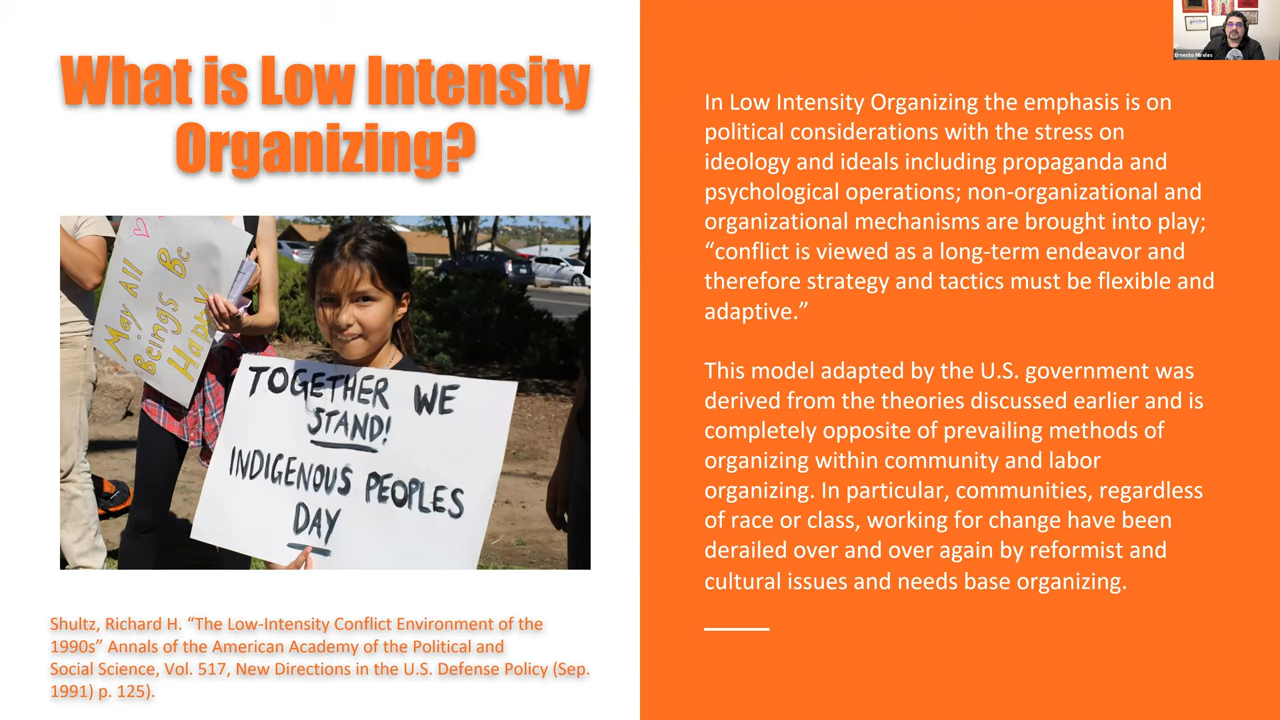 What is Low Intensity
Organizing?
May All
Beings Be
Happy
TOGETHER WE
STAND!
INDIGENOUS PEOPLES
DAY
Shultz, Richard H. “The Low-Intensity Conflict Environment of the
1990s” Annals of the American Academy of the Political and
Social Science, Vol. 517, New Directions in the U.S. Defense Policy (Sep.
1991) p. 125).
Ernesto Mireles
In Low Intensity Organizing the emphasis is on
political considerations with the stress on
ideology and ideals including propaganda and
psychological operations; non-organizational and
organizational mechanisms are brought into play;
“conflict is viewed as a long-term endeavor and
therefore strategy and tactics must be flexible and
adaptive.”
This model adapted by the U.S. government was
derived from the theories discussed earlier and is
completely opposite of prevailing methods of
organizing within community and labor
organizing. In particular, communities, regardless
of race or class, working for change have been
derailed over and over again by reformist and
cultural issues and needs base organizing.